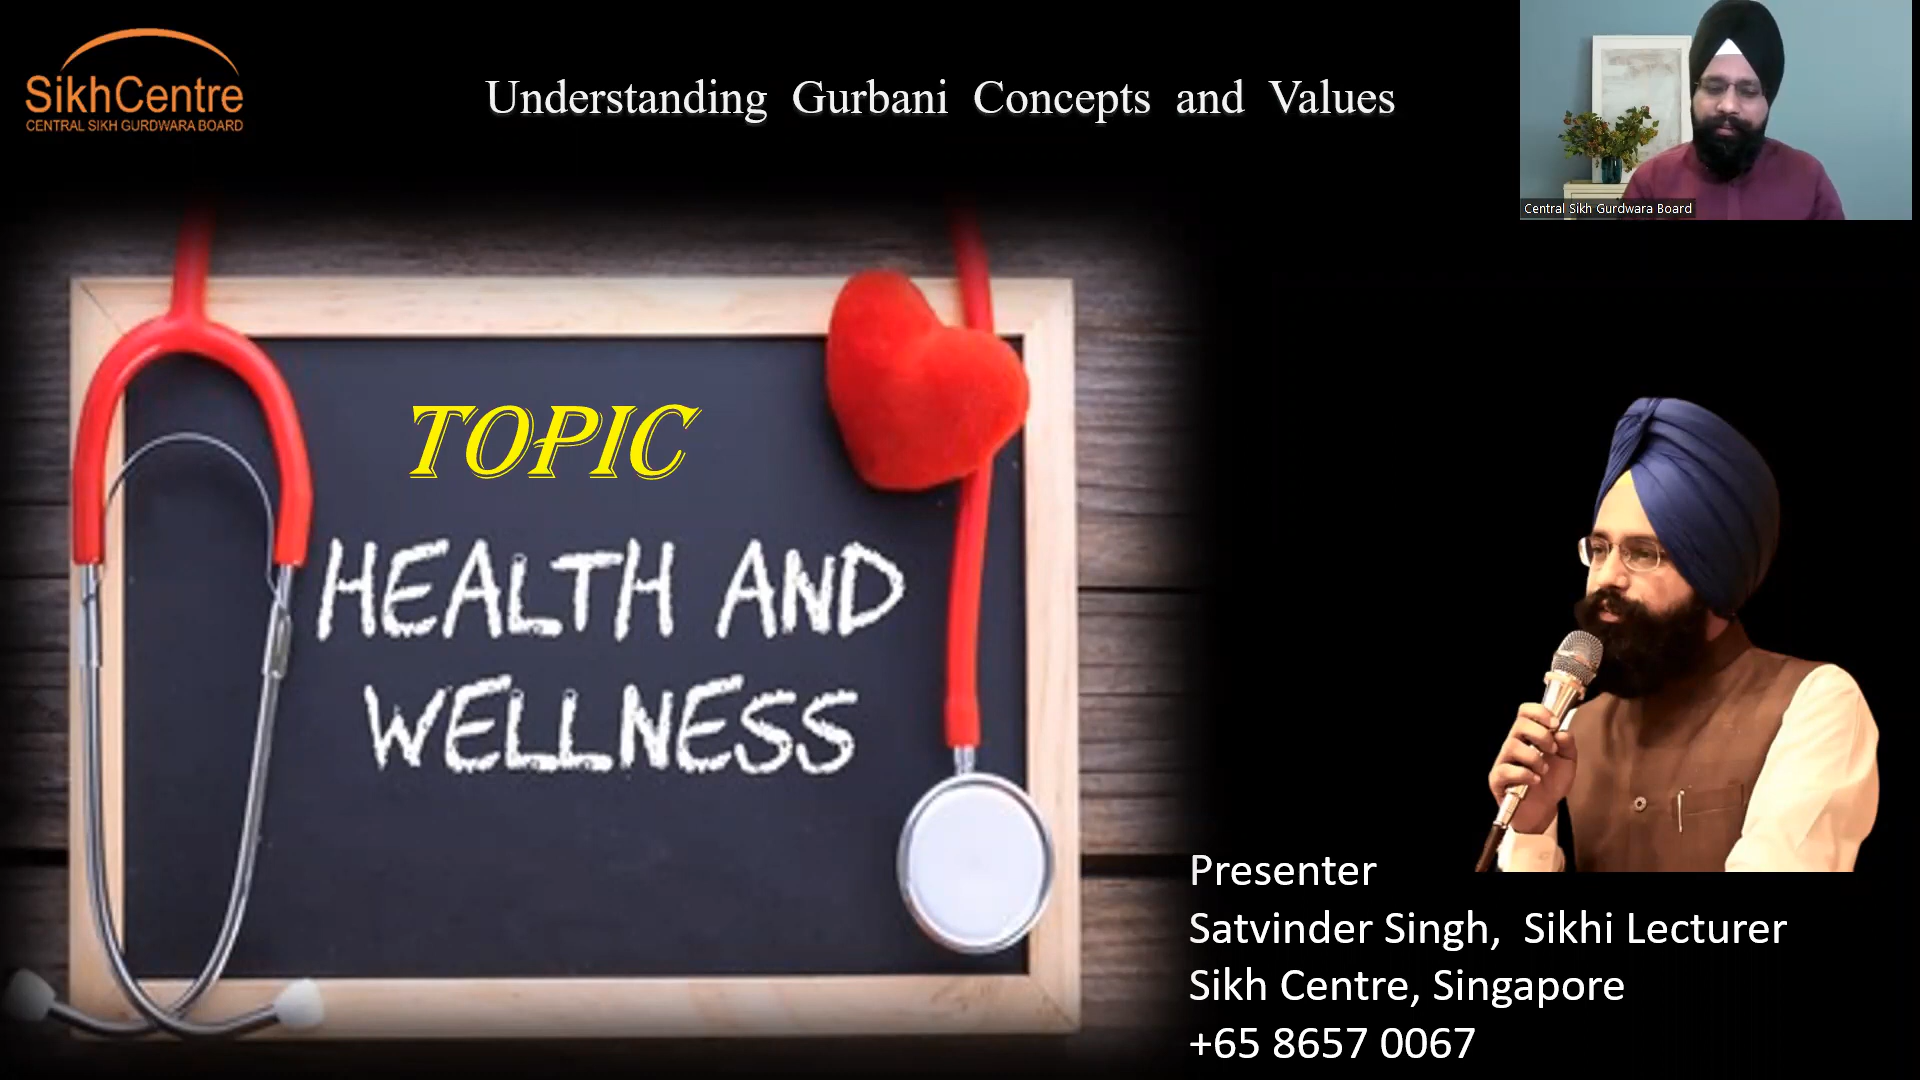 SikhCentre
CENTRAL SIKH GURDWARA BOARD
Understanding Gurbani Concepts and Values
Central Sikh Gurdwara Board
TOPIC
HEALTH AND
WELLNESS
Presenter
Satvinder Singh, Sikhi Lecturer
Sikh Centre, Singapore
+65 8657 0067